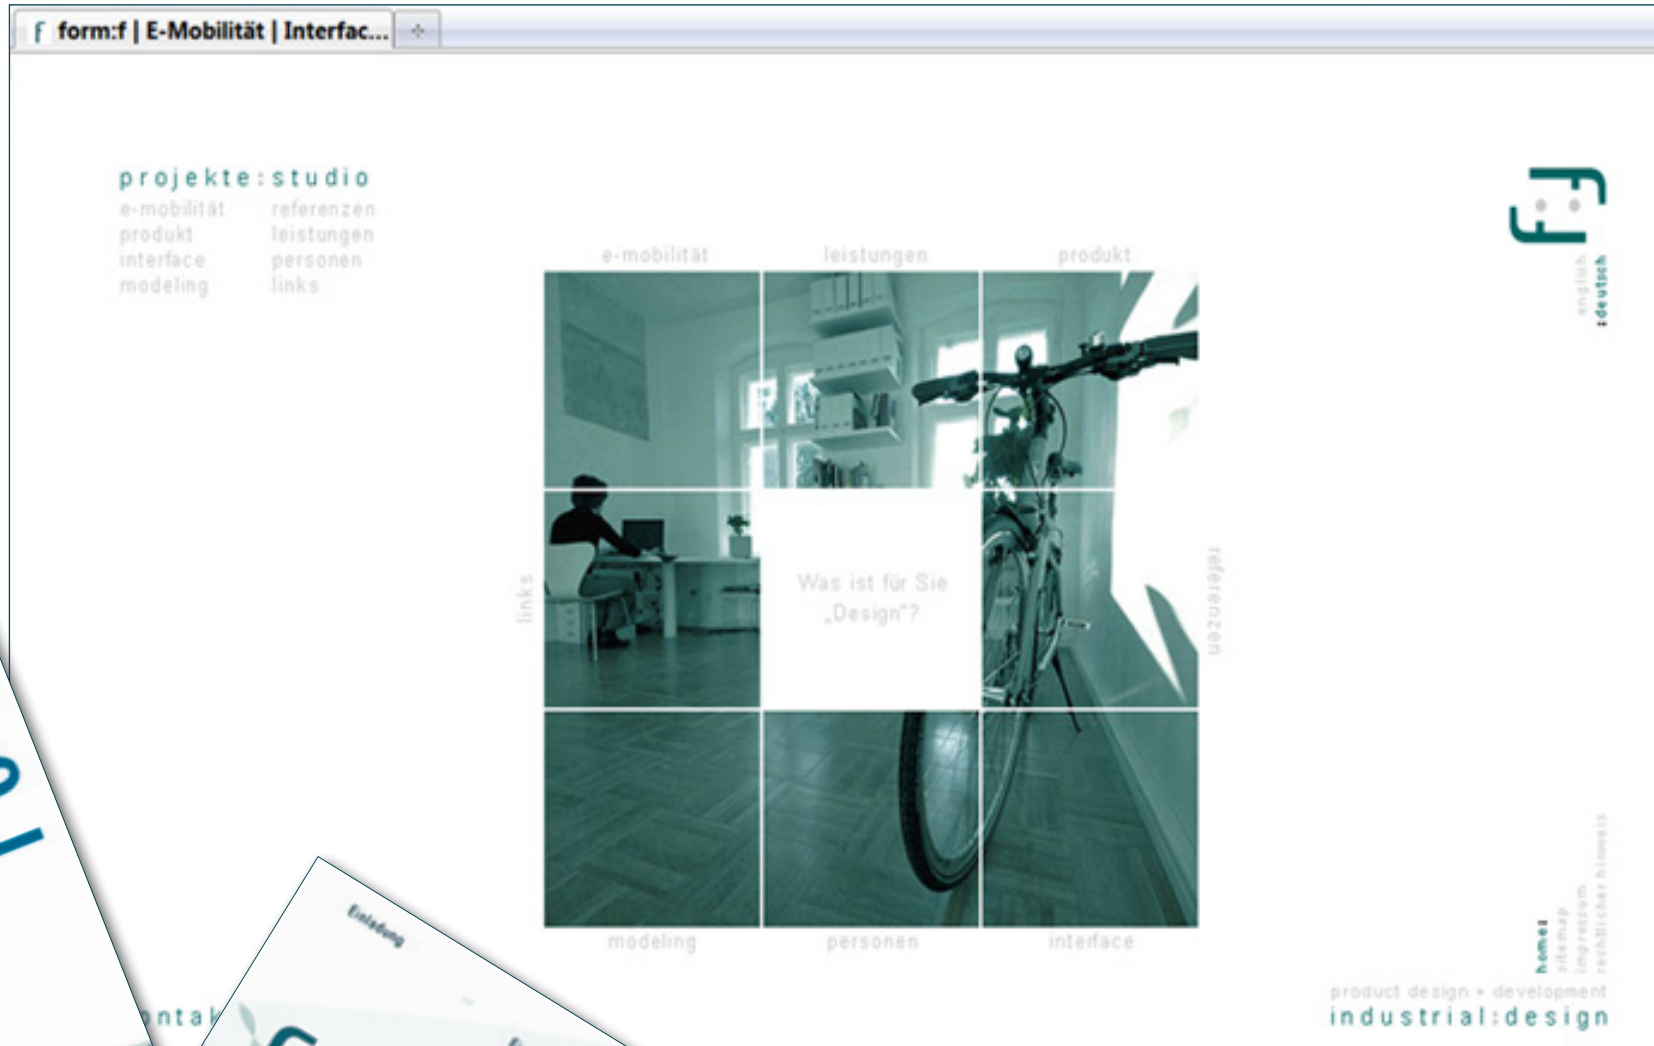 form:f | E-Mobilität | Interfac...
projekte:studio
e-mobilität referenzen
produkt leistungen
interface personen
modeling links
f:f
english
:deutsch
e-mobilität leistungen produkt
links
Was ist für Sie
„Design"?
referenzen
modeling personen interface
home:
sitemap
impressum
rechtlicher hinweis
product design + development
industrial:design
ontak
Einladung